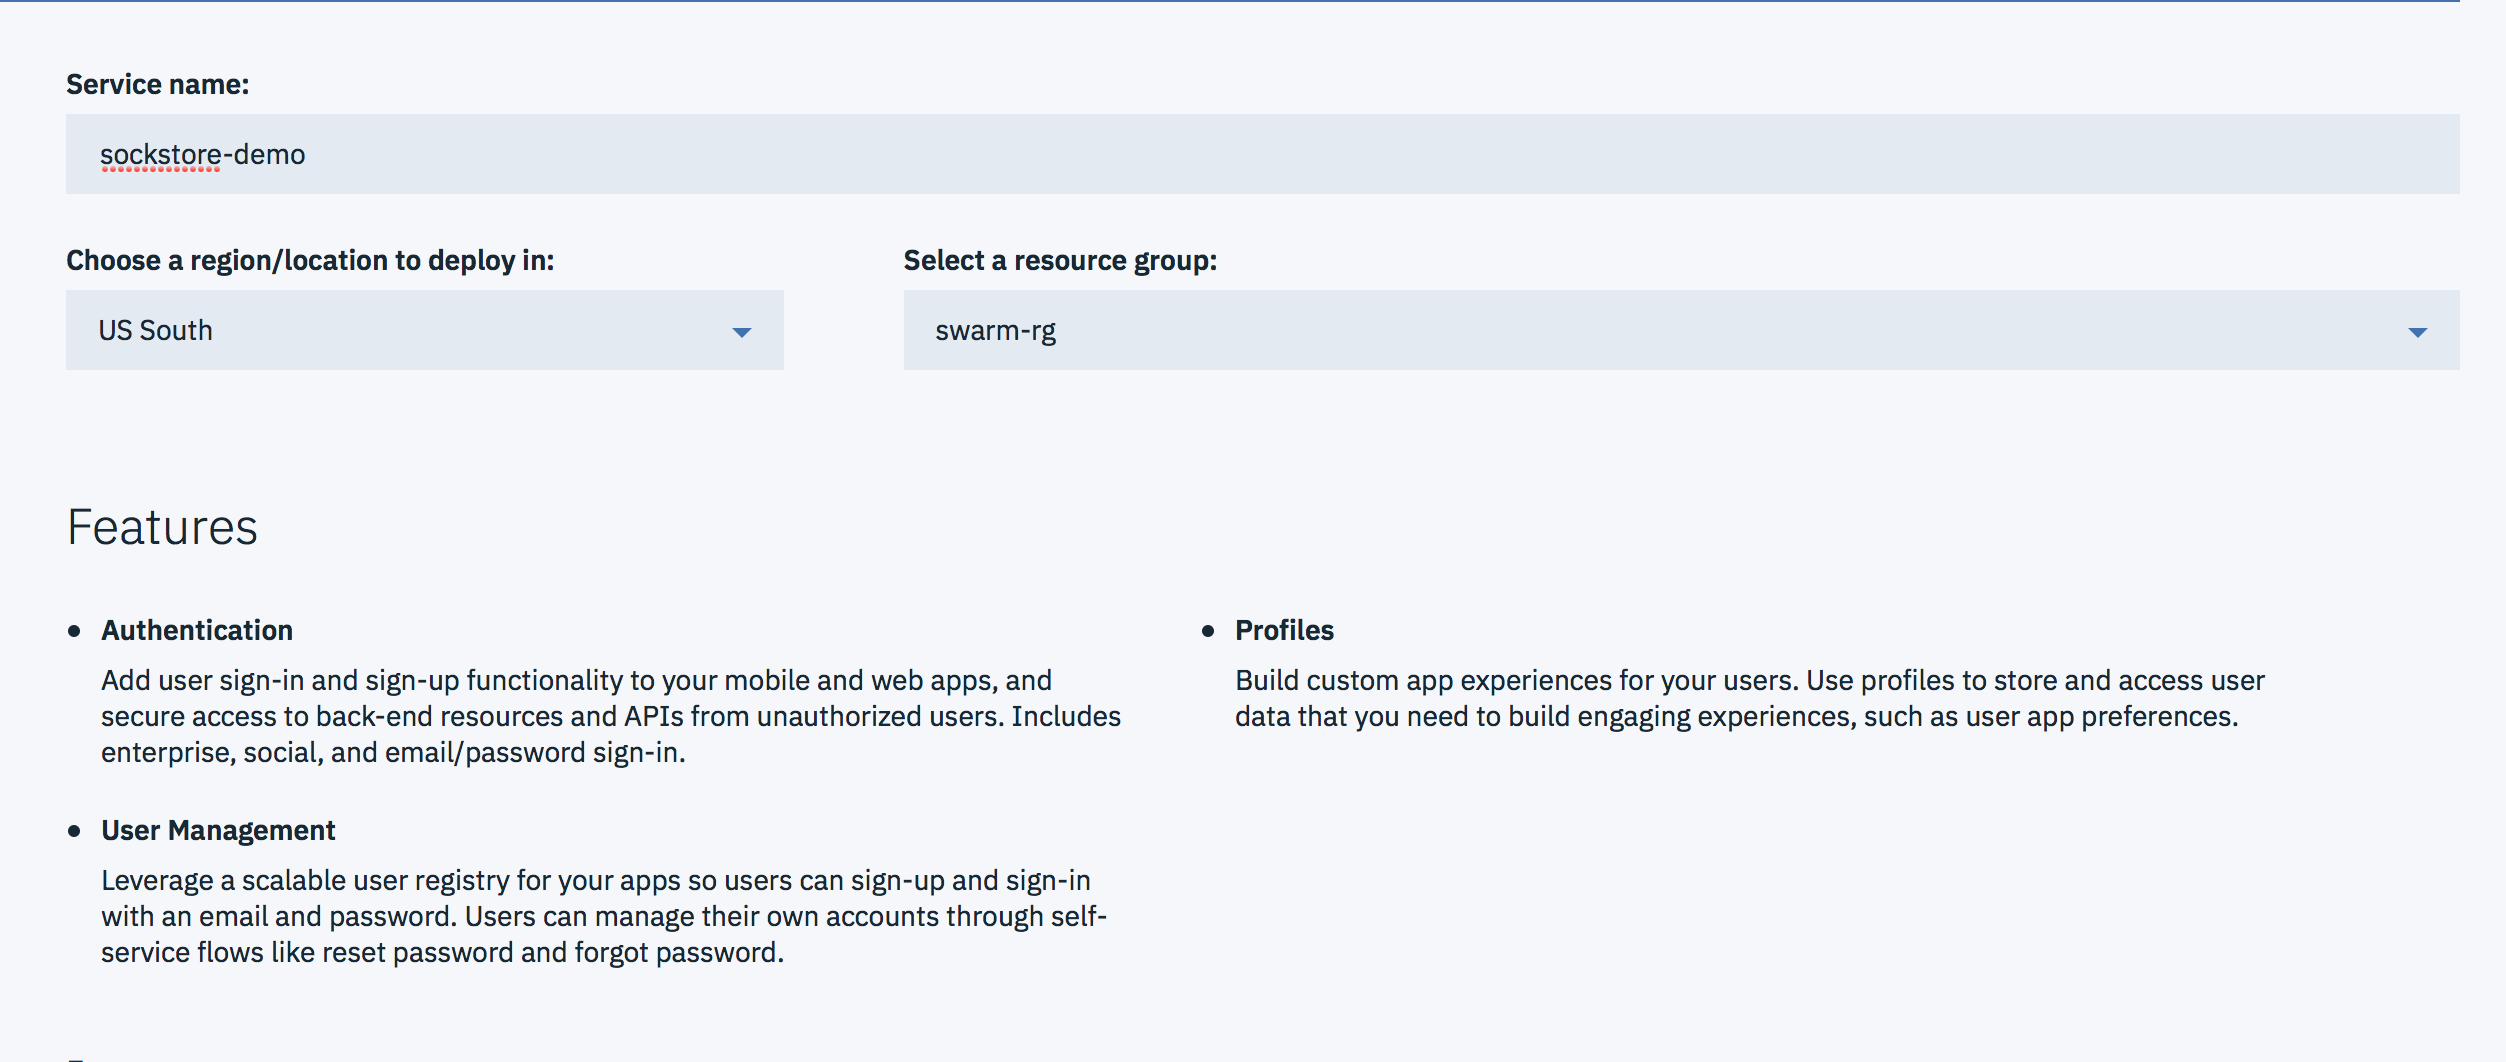 Service name:
sockstore-demo
Choose a region/location to deploy in:
US South
Select a resource group:
swarm-rg
Features
Authentication
Add user sign-in and sign-up functionality to your mobile and web apps, and
secure access to back-end resources and APIs from unauthorized users. Includes
enterprise, social, and email/password sign-in.
User Management
Leverage a scalable user registry for your apps so users can sign-up and sign-in
with an email and password. Users can manage their own accounts through self-
service flows like reset password and forgot password.
Profiles
Build custom app experiences for your users. Use profiles to store and access user
data that you need to build engaging experiences, such as user app preferences.